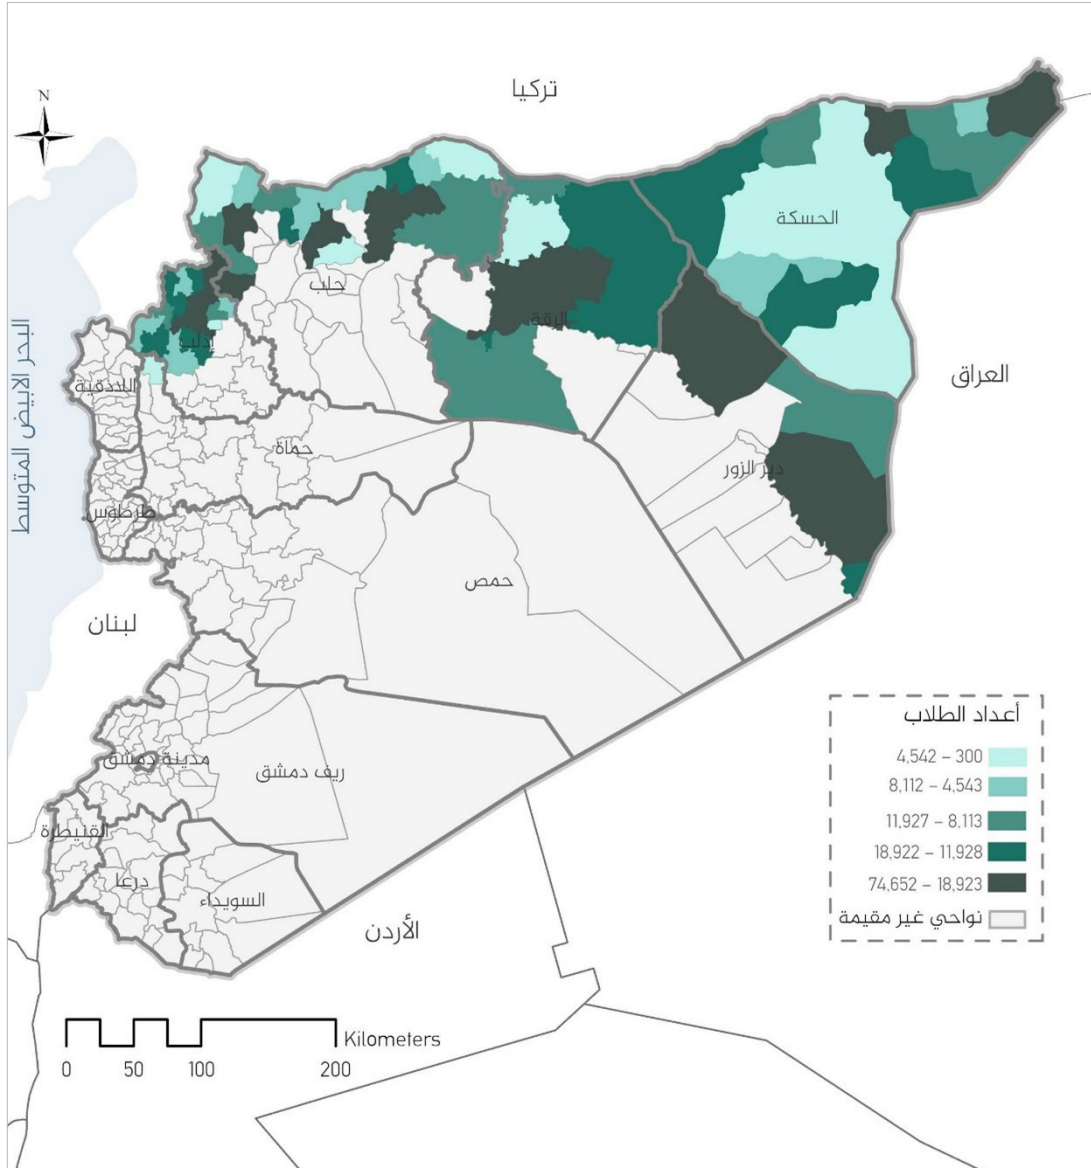 N
تركيا
الحسكة
حلب
الرقة
إدلب
البحر الابيض المتوسط
العراق
اللاذقية
حماة
دير الزور
طرطوس
حمص
لبنان
أعداد الطلاب
4,542 – 300
8,112 – 4,543
11,927 – 8,113
18,922 – 11,928
74,652 – 18,923
نواحي غير مقيمة
مدينة دمشق
ريف دمشق
القنيطرة
درعا
السويداء
الأردن
Kilometers
0 50 100 200